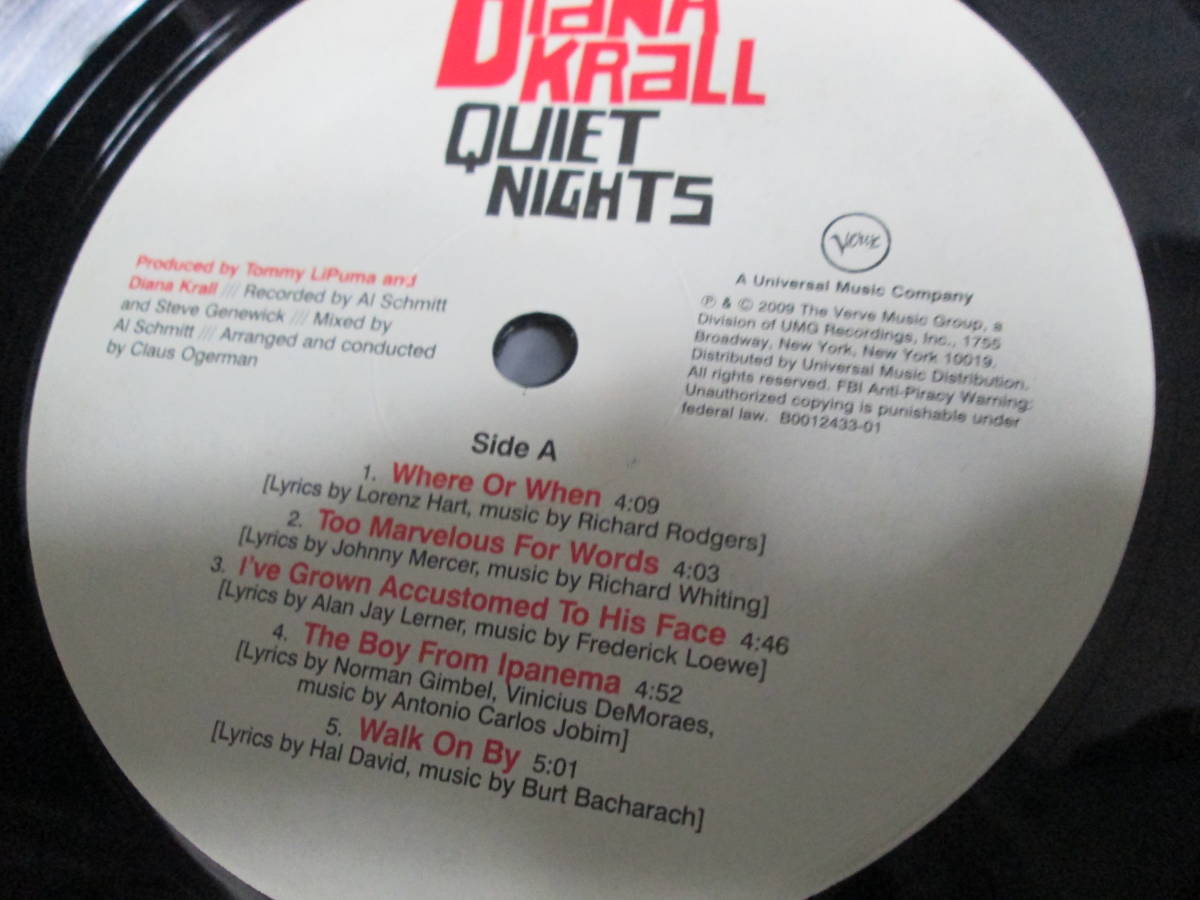 Diana
Krall
Quiet
Nights
Verve
Produced by Tommy LiPuma and
Diana Krall /// Recorded by Al Schmitt
and Steve Genewick /// Mixed by
Al Schmitt /// Arranged and conducted
by Claus Ogerman
A Universal Music Company
℗ & © 2009 The Verve Music Group, a
Division of UMG Recordings, Inc., 1755
Broadway, New York, New York 10019.
Distributed by Universal Music Distribution.
All rights reserved. FBI Anti-Piracy Warning:
Unauthorized copying is punishable under
federal law. B0012433-01
Side A
1. Where Or When 4:09
[Lyrics by Lorenz Hart, music by Richard Rodgers]
2. Too Marvelous For Words 4:03
[Lyrics by Johnny Mercer, music by Richard Whiting]
3. I've Grown Accustomed To His Face 4:46
[Lyrics by Alan Jay Lerner, music by Frederick Loewe]
4. The Boy From Ipanema 4:52
[Lyrics by Norman Gimbel, Vinicius DeMoraes,
music by Antonio Carlos Jobim]
5. Walk On By 5:01
[Lyrics by Hal David, music by Burt Bacharach]